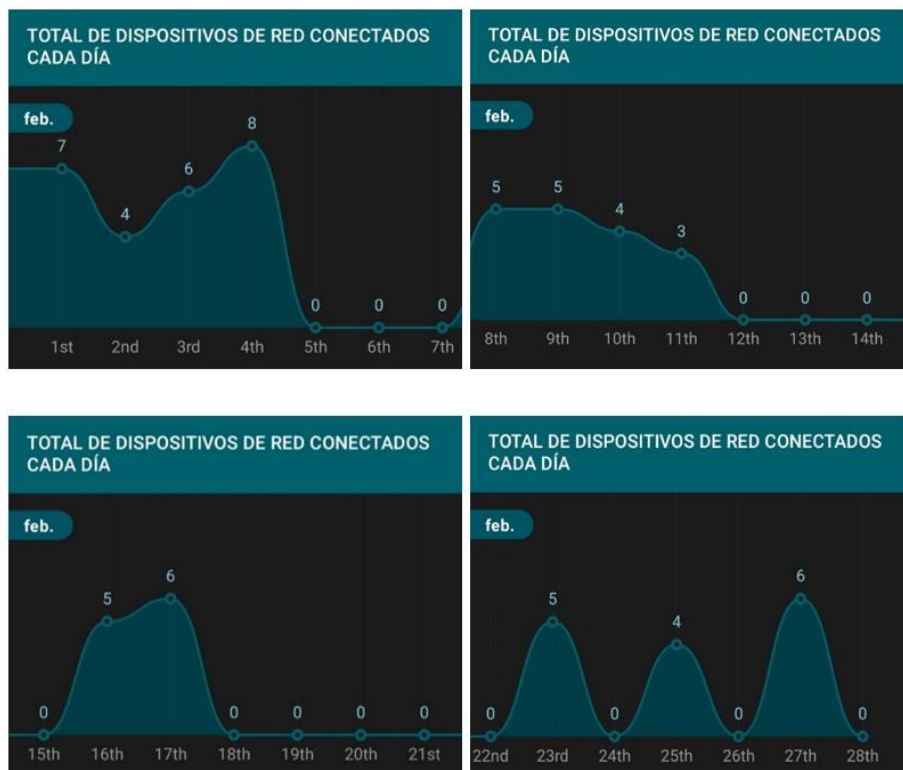 TOTAL DE DISPOSITIVOS DE RED CONECTADOS
CADA DÍA
feb.
8
7
6
4
0 0 0
1st 2nd 3rd 4th 5th 6th 7th
TOTAL DE DISPOSITIVOS DE RED CONECTADOS
CADA DÍA
feb.
5 5
4
3
0 0 0
8th 9th 10th 11th 12th 13th 14th
TOTAL DE DISPOSITIVOS DE RED CONECTADOS
CADA DÍA
feb.
6
5
0 0 0 0 0
15th 16th 17th 18th 19th 20th 21st
TOTAL DE DISPOSITIVOS DE RED CONECTADOS
CADA DÍA
feb.
6
5
4
0 0 0 0
22nd 23rd 24th 25th 26th 27th 28th